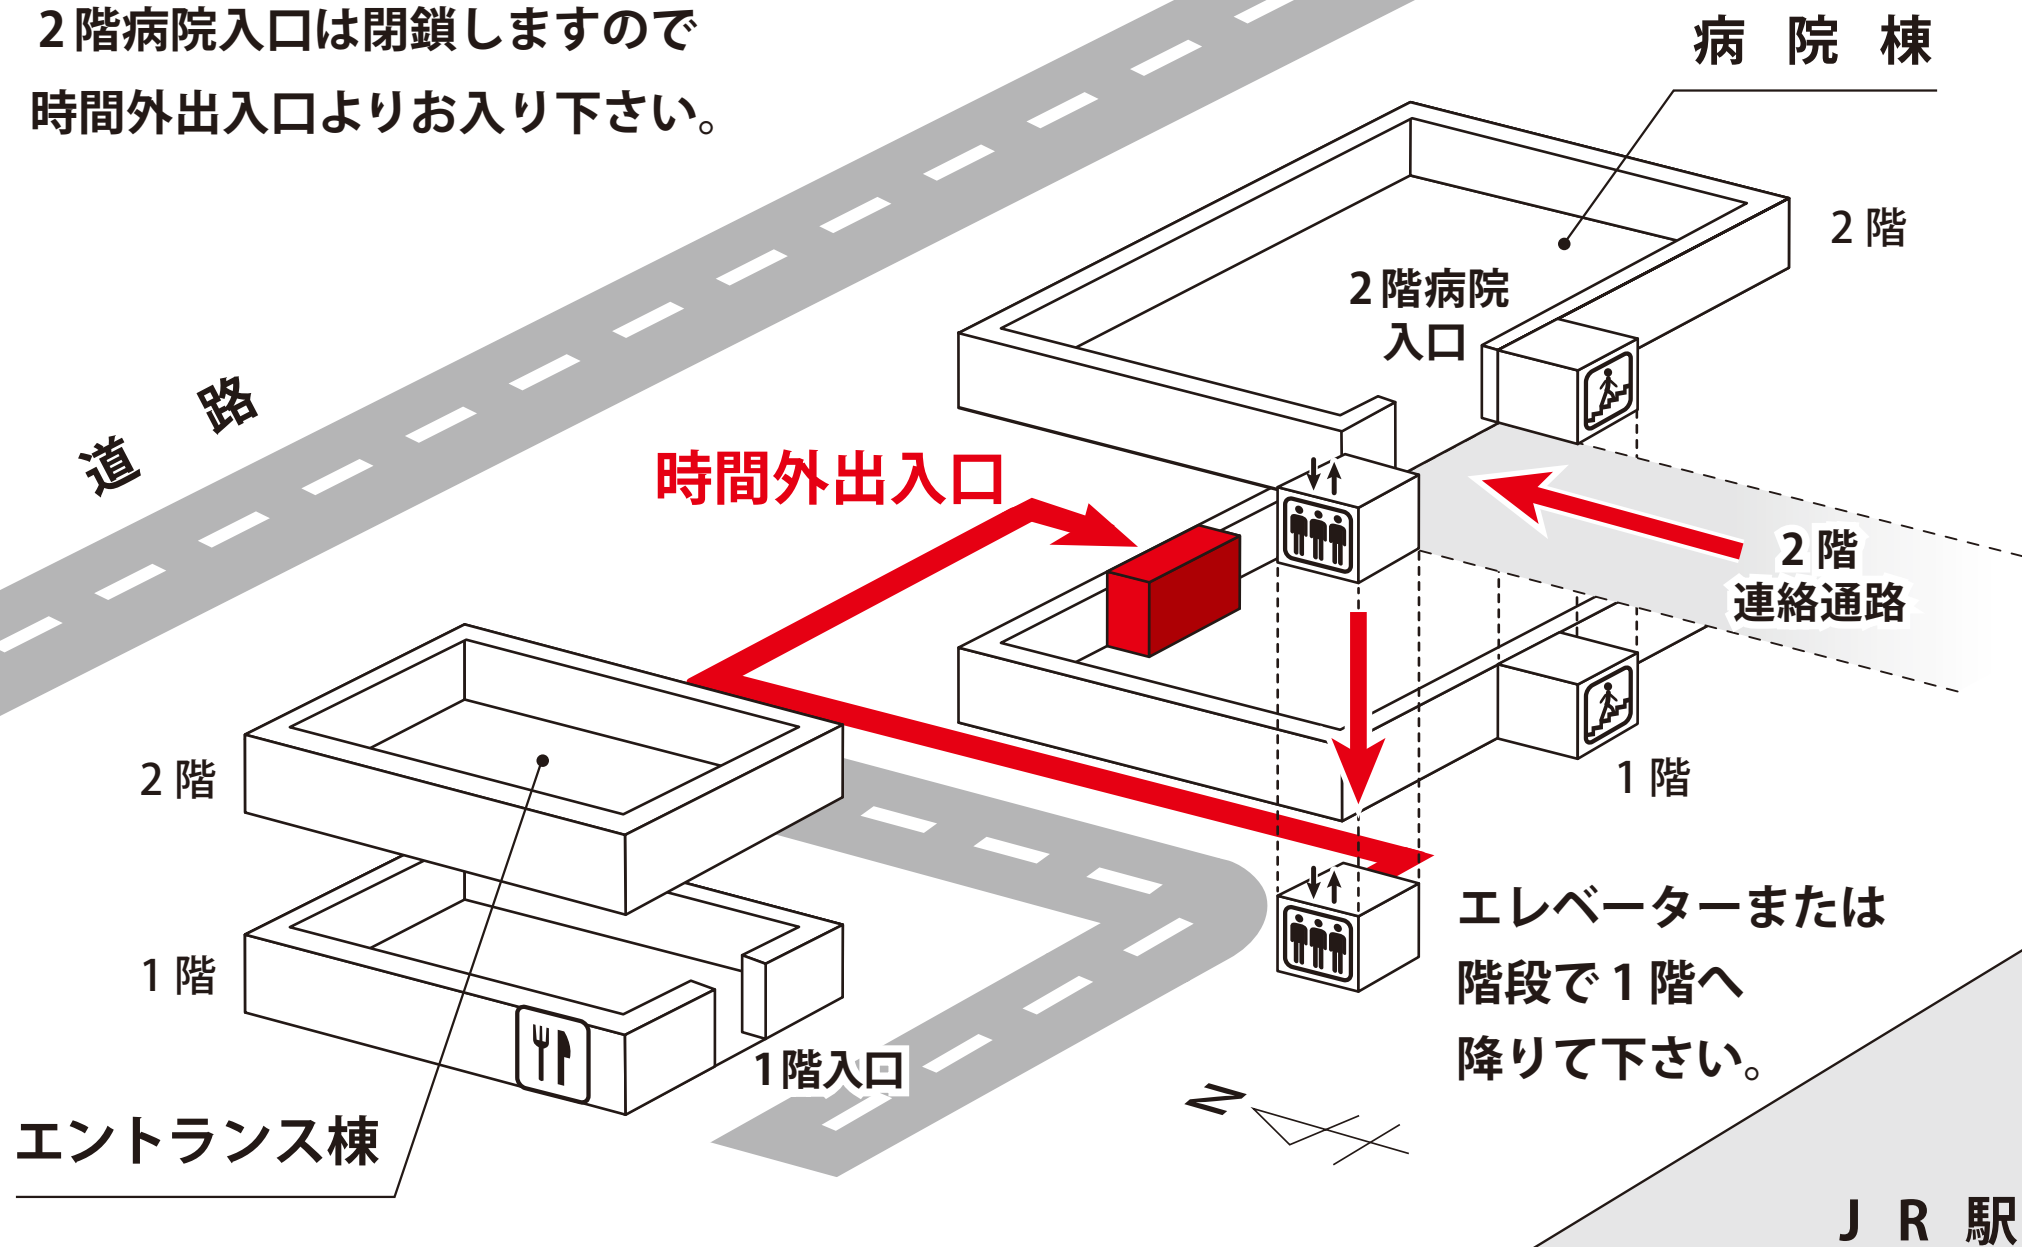 2階病院入口は閉鎖しますので
時間外出入口よりお入り下さい。
病院棟
2階
2階病院
入口
道路
時間外出入口
2階
連絡通路
2階
1階
1階
エレベーターまたは
階段で1階へ
降りて下さい。
1階入口
エントランス棟
N
JR駅